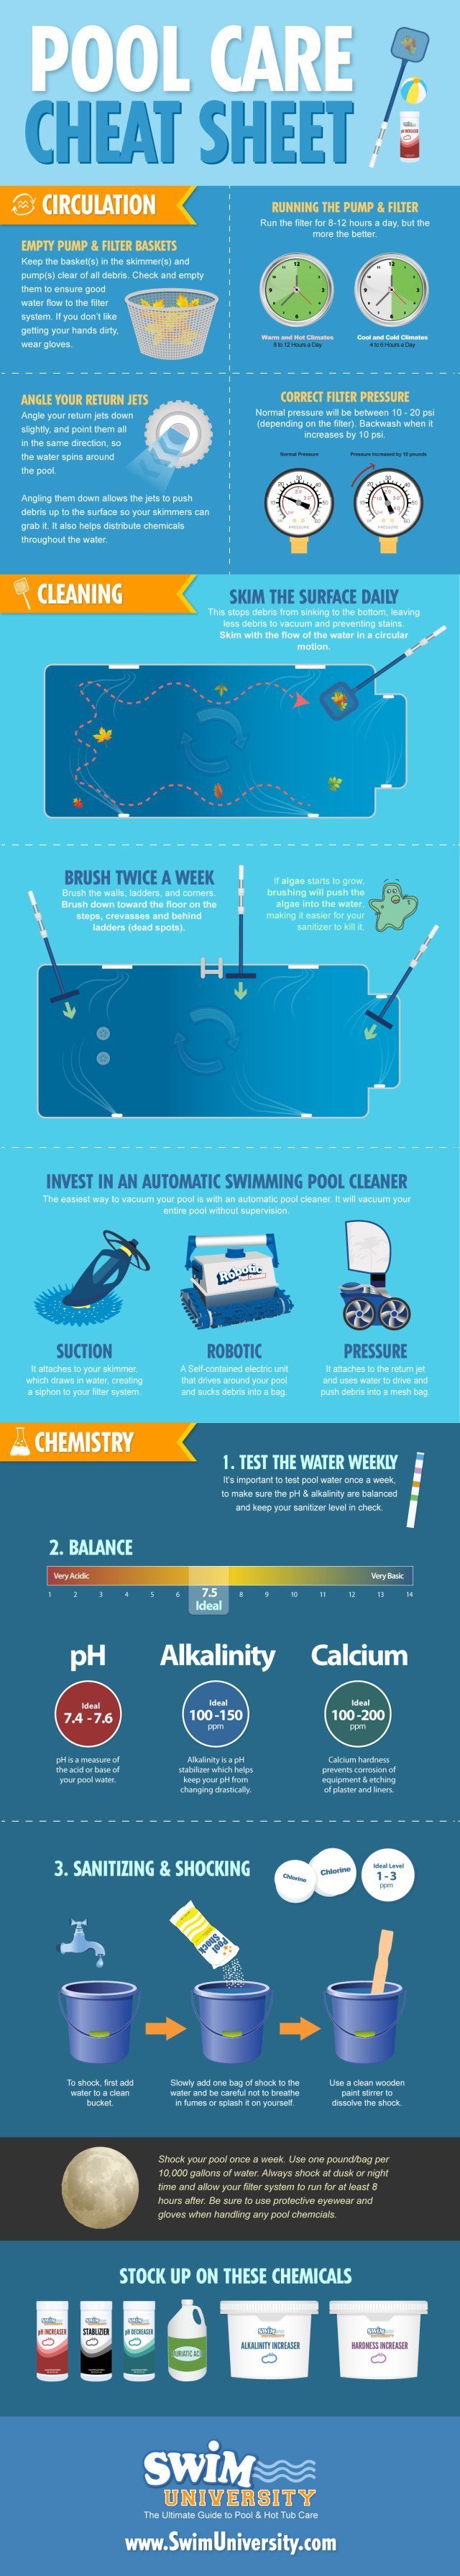 POOL CARE
CHEAT SHEET
CIRCULATION
EMPTY PUMP & FILTER BASKETS
Keep the basket(s) in the skimmer(s) and
pump(s) clear of all debris. Check and empty
them to ensure good
water flow to the filter
system. If you don't like
getting your hands dirty,
wear gloves.
RUNNING THE PUMP & FILTER
Run the filter for 8-12 hours a day, but the
more the better.
Warm and Hot Climates
8 to 12 Hours a Day
Cool and Cold Climates
4 to 6 Hours a Day
ANGLE YOUR RETURN JETS
Angle your return jets down
slightly, and point them all
in the same direction, so
the water spins around
the pool.
Angling them down allows the jets to push
debris up to the surface so your skimmers can
grab it. It also helps distribute chemicals
throughout the water.
CORRECT FILTER PRESSURE
Normal pressure will be between 10 - 20 psi
(depending on the filter). Backwash when it
increases by 10 psi.
Normal Pressure
Pressure Increased by 10 pounds
PRESSURE
PRESSURE
CLEANING
SKIM THE SURFACE DAILY
This stops debris from sinking to the bottom, leaving
less debris to vacuum and preventing stains.
Skim with the flow of the water in a circular
motion.
BRUSH TWICE A WEEK
Brush the walls, ladders, and corners.
Brush down toward the floor on the
steps, crevasses and behind
ladders (dead spots).
If algae starts to grow,
brushing will push the
algae into the water,
making it easier for your
sanitizer to kill it.
INVEST IN AN AUTOMATIC SWIMMING POOL CLEANER
The easiest way to vacuum your pool is with an automatic pool cleaner. It will vacuum your
entire pool without supervision.
Robotic
SUCTION
It attaches to your skimmer,
which draws in water, creating
a siphon to your filter system.
ROBOTIC
A Self-contained electric unit
that drives around your pool
and sucks debris into a bag.
PRESSURE
It attaches to the return jet
and uses water to drive and
push debris into a mesh bag.
CHEMISTRY
1. TEST THE WATER WEEKLY
It's important to test pool water once a week,
to make sure the pH & alkalinity are balanced
and keep your sanitizer level in check.
2. BALANCE
Very Acidic
Very Basic
1 2 3 4 5 6 7.5 8 9 10 11 12 13 14
Ideal
pH
Ideal
7.4 - 7.6
pH is a measure of
the acid or base of
your pool water.
Alkalinity
Ideal
100 -150
ppm
Alkalinity is a pH
stabilizer which helps
keep your pH from
changing drastically.
Calcium
Ideal
100 -200
ppm
Calcium hardness
prevents corrosion of
equipment & etching
of plaster and liners.
3. SANITIZING & SHOCKING
Chlorine
Chlorine
Ideal Level
1 - 3
ppm
Pool Shock
To shock, first add
water to a clean
bucket.
Slowly add one bag of shock to the
water and be careful not to breathe
in fumes or splash it on yourself.
Use a clean wooden
paint stirrer to
dissolve the shock.
Shock your pool once a week. Use one pound/bag per
10,000 gallons of water. Always shock at dusk or night
time and allow your filter system to run for at least 8
hours after. Be sure to use protective eyewear and
gloves when handling any pool chemcials.
STOCK UP ON THESE CHEMICALS
pH INCREASER
STABLIZER
pH DECREASER
URIATIC AC
ALKALINITY INCREASER
HARDNESS INCREASER
SWIM
UNIVERSITY
The Ultimate Guide to Pool & Hot Tub Care
www.SwimUniversity.com